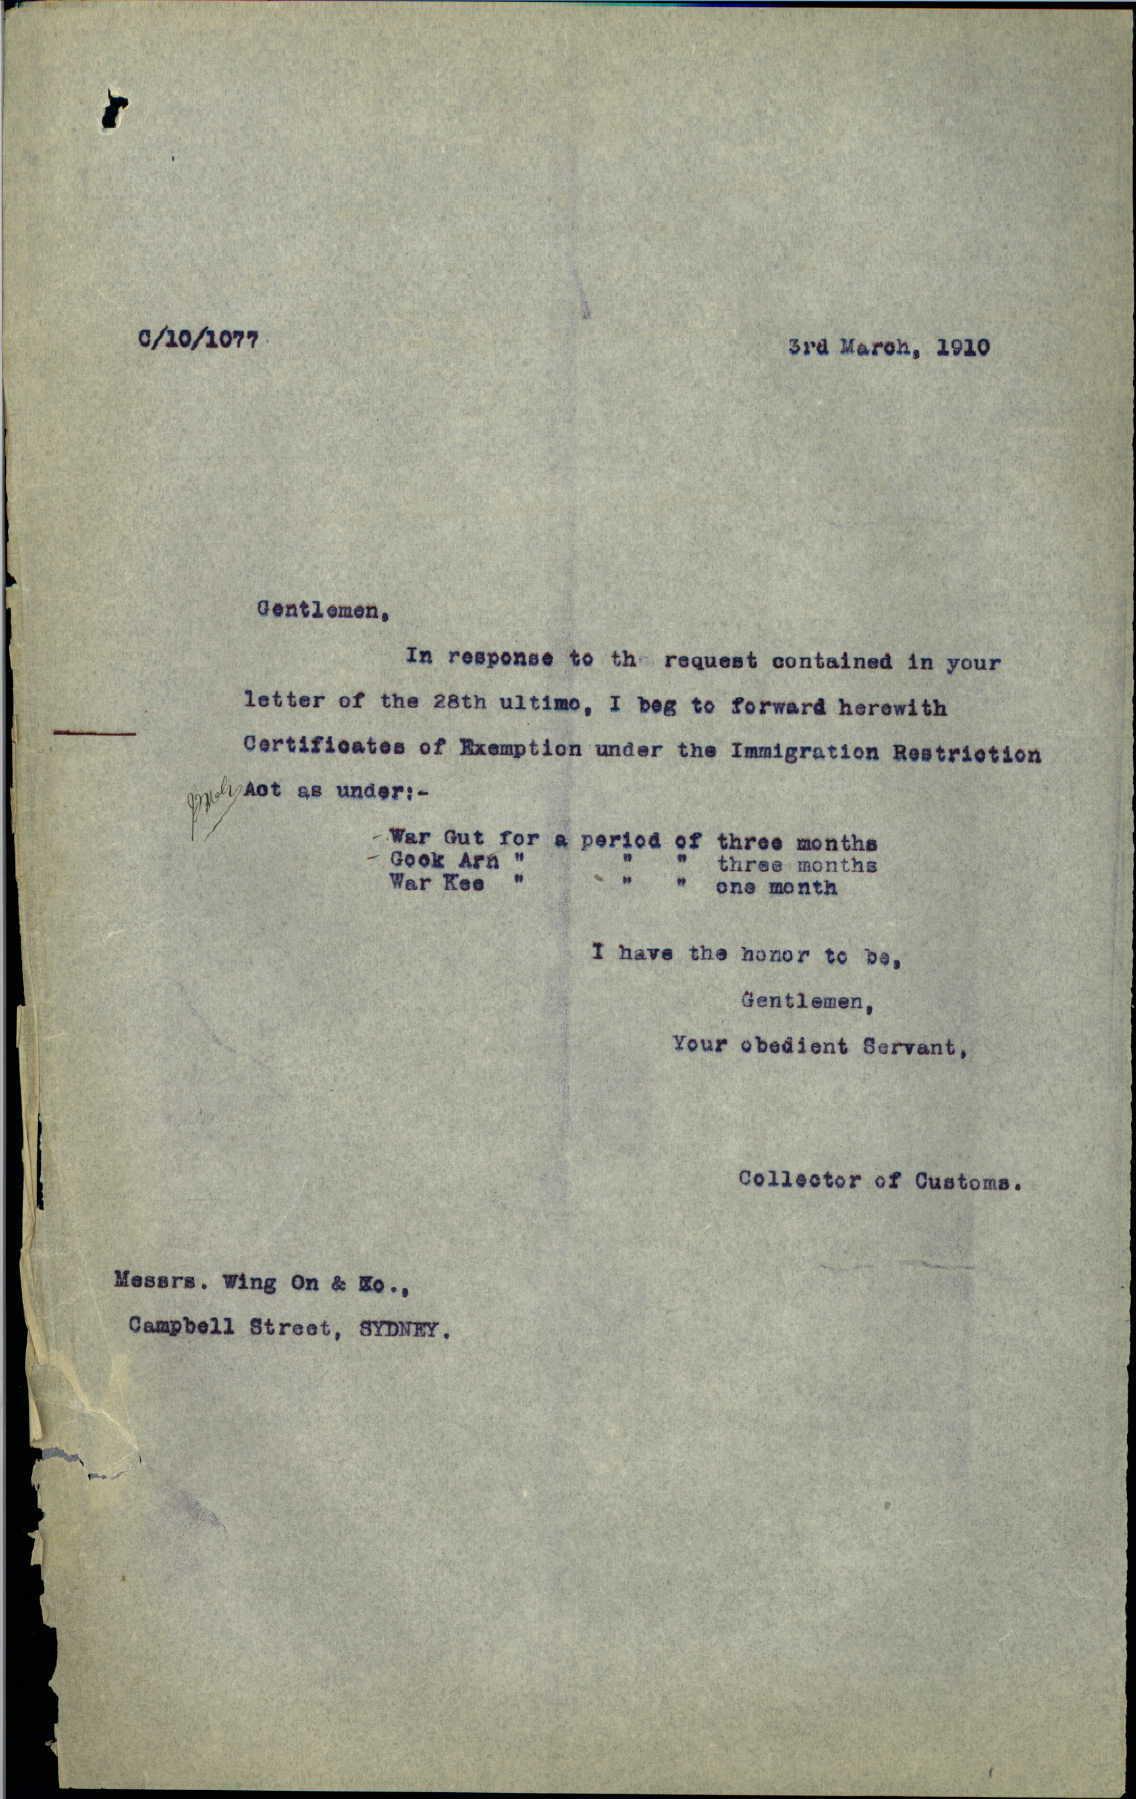 C/10/1077
3rd March, 1910
Gentlemen,
In response to th request contained in your
letter of the 28th ultimo, I beg to forward herewith
Certificates of Exemption under the Immigration Restriction
Act as under:-
- War Gut for a period of three months
- Gook Arn " " " three months
War Kee " " " one month
I have the honor to be,
Gentlemen,
Your obedient Servant,
Collector of Customs.
Messrs. Wing On & Co.,
Campbell Street, SYDNEY.